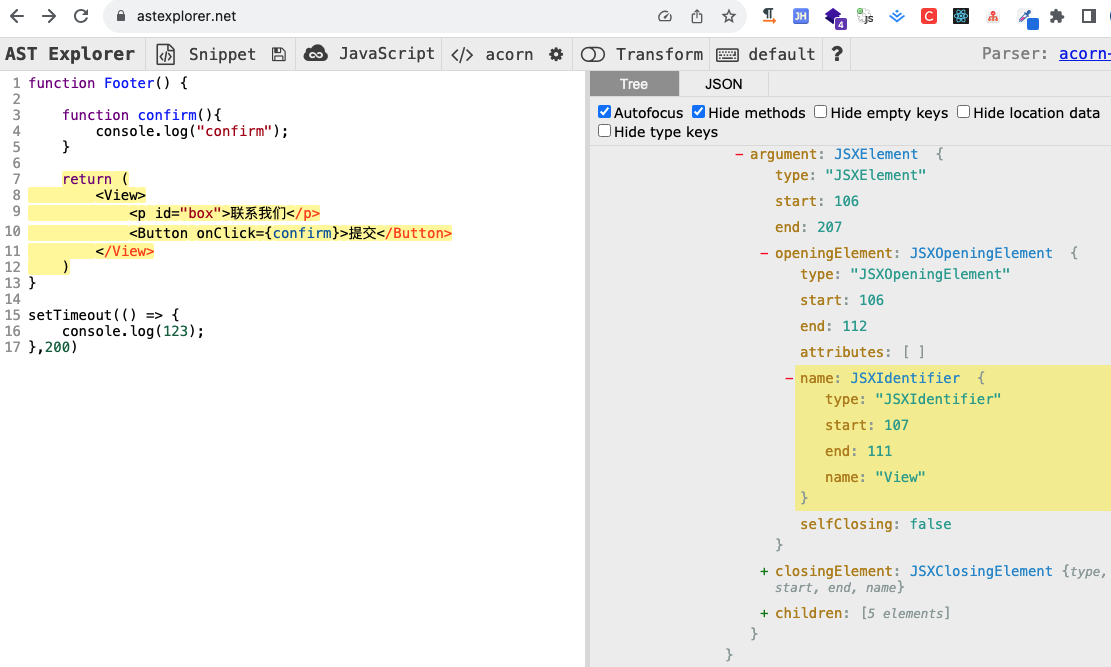 astexplorer.net
4
JH
js
C
AST Explorer Snippet JavaScript </> acorn Transform default ? Parser: acorn-
Tree JSON
Autofocus Hide methods Hide empty keys Hide location data
Hide type keys
1 function Footer() {
2
3     function confirm(){
4         console.log("confirm");
5     }
6
7     return (
8         <View>
9             <p id="box">联系我们</p>
10             <Button onClick={confirm}>提交</Button>
11         </View>
12     )
13 }
14
15 setTimeout(() => {
16     console.log(123);
17 },200)
− argument: JSXElement {
type: "JSXElement"
start: 106
end: 207
− openingElement: JSXOpeningElement {
type: "JSXOpeningElement"
start: 106
end: 112
attributes: [ ]
− name: JSXIdentifier {
type: "JSXIdentifier"
start: 107
end: 111
name: "View"
}
selfClosing: false
}
+ closingElement: JSXClosingElement {type,
start, end, name}
+ children: [5 elements]
}
}